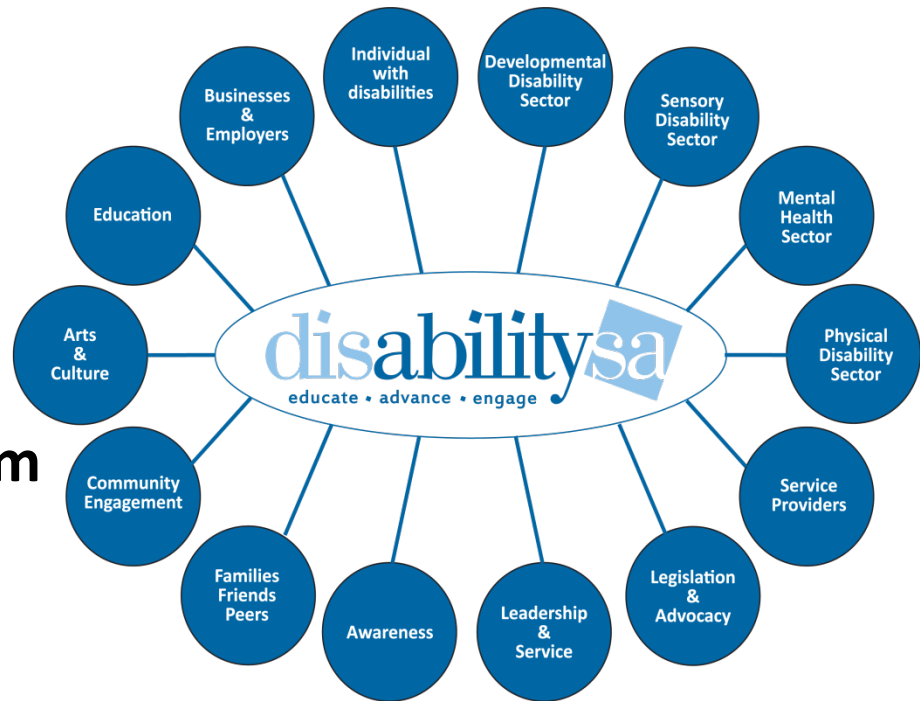 Individual
with
disabilities
Developmental
Disability
Sector
Businesses
&
Employers
Sensory
Disability
Sector
Education
Mental
Health
Sector
Arts
&
Culture
disabilitysa
educate • advance • engage
Physical
Disability
Sector
m
Community
Engagement
Service
Providers
Families
Friends
Peers
Awareness
Leadership
&
Service
Legislation
&
Advocacy